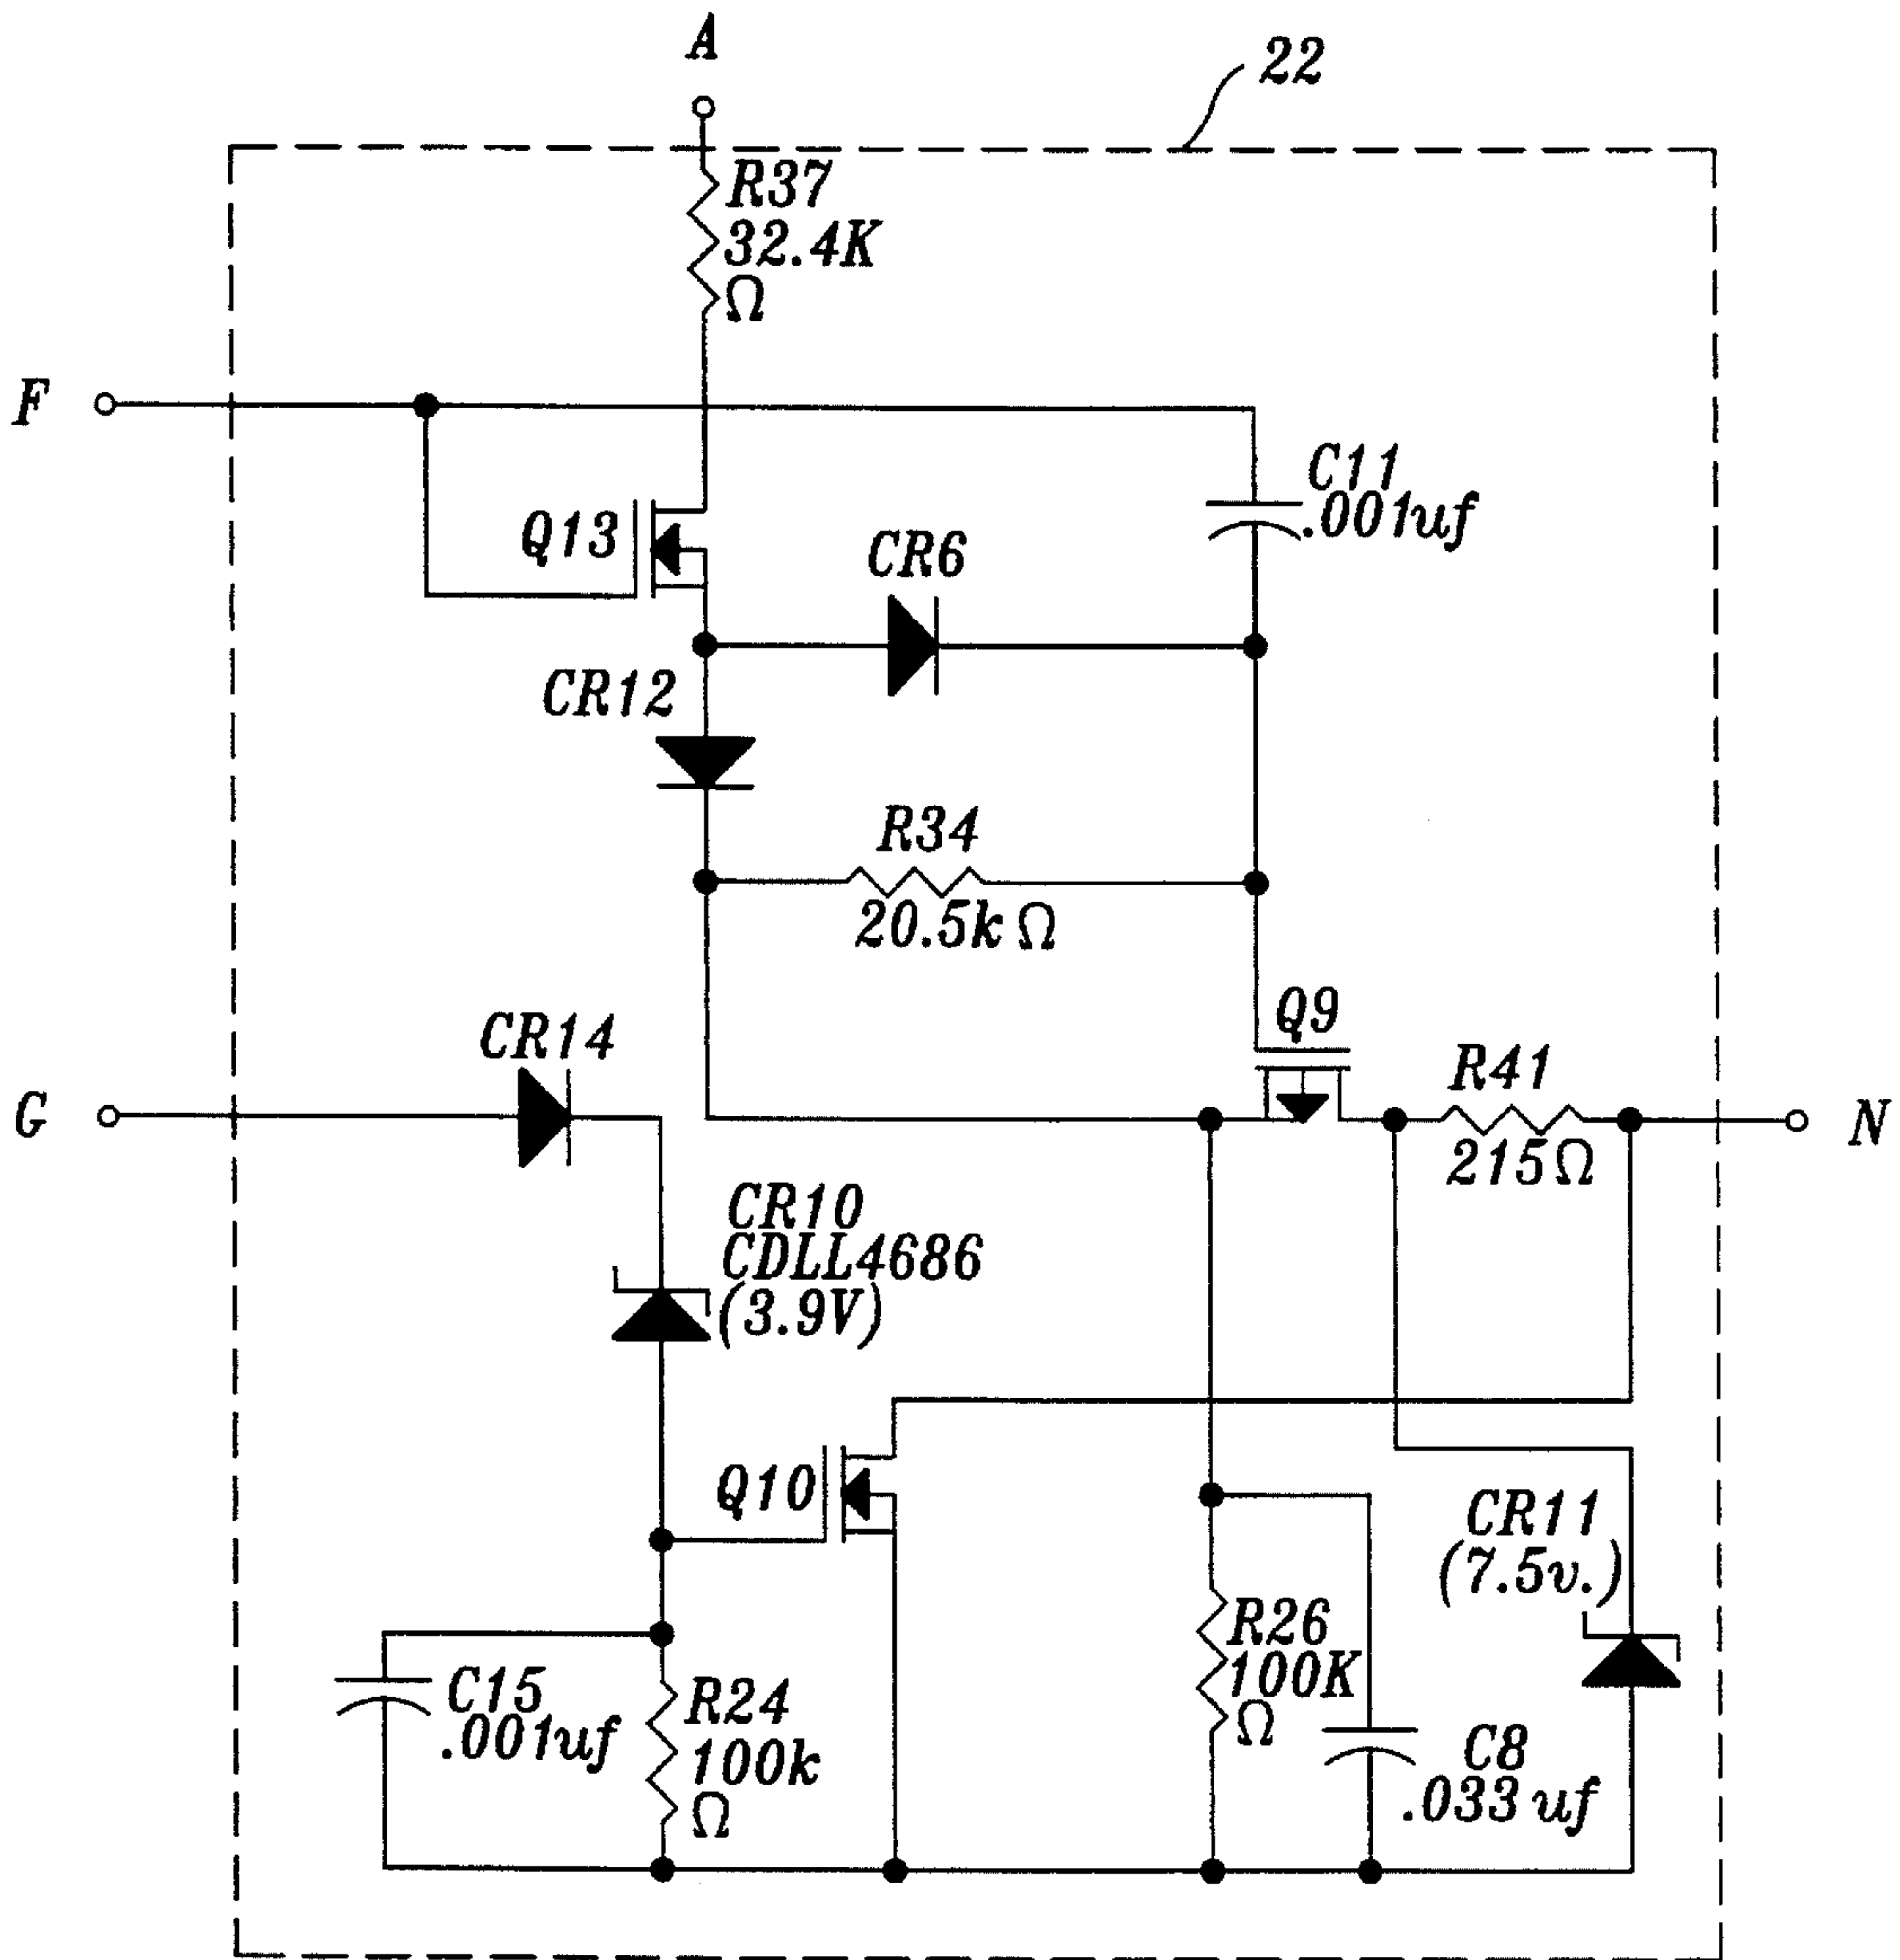 A
22
R37
32.4K
Ω
F
C11
.001uf
Q13
CR6
CR12
R34
20.5k Ω
Q9
CR14
R41
G
N
215Ω
CR10
CDLL4686
(3.9V)
Q10
CR11
(7.5v.)
R26
100K
Ω
C15
.001uf
R24
100k
Ω
C8
.033 uf